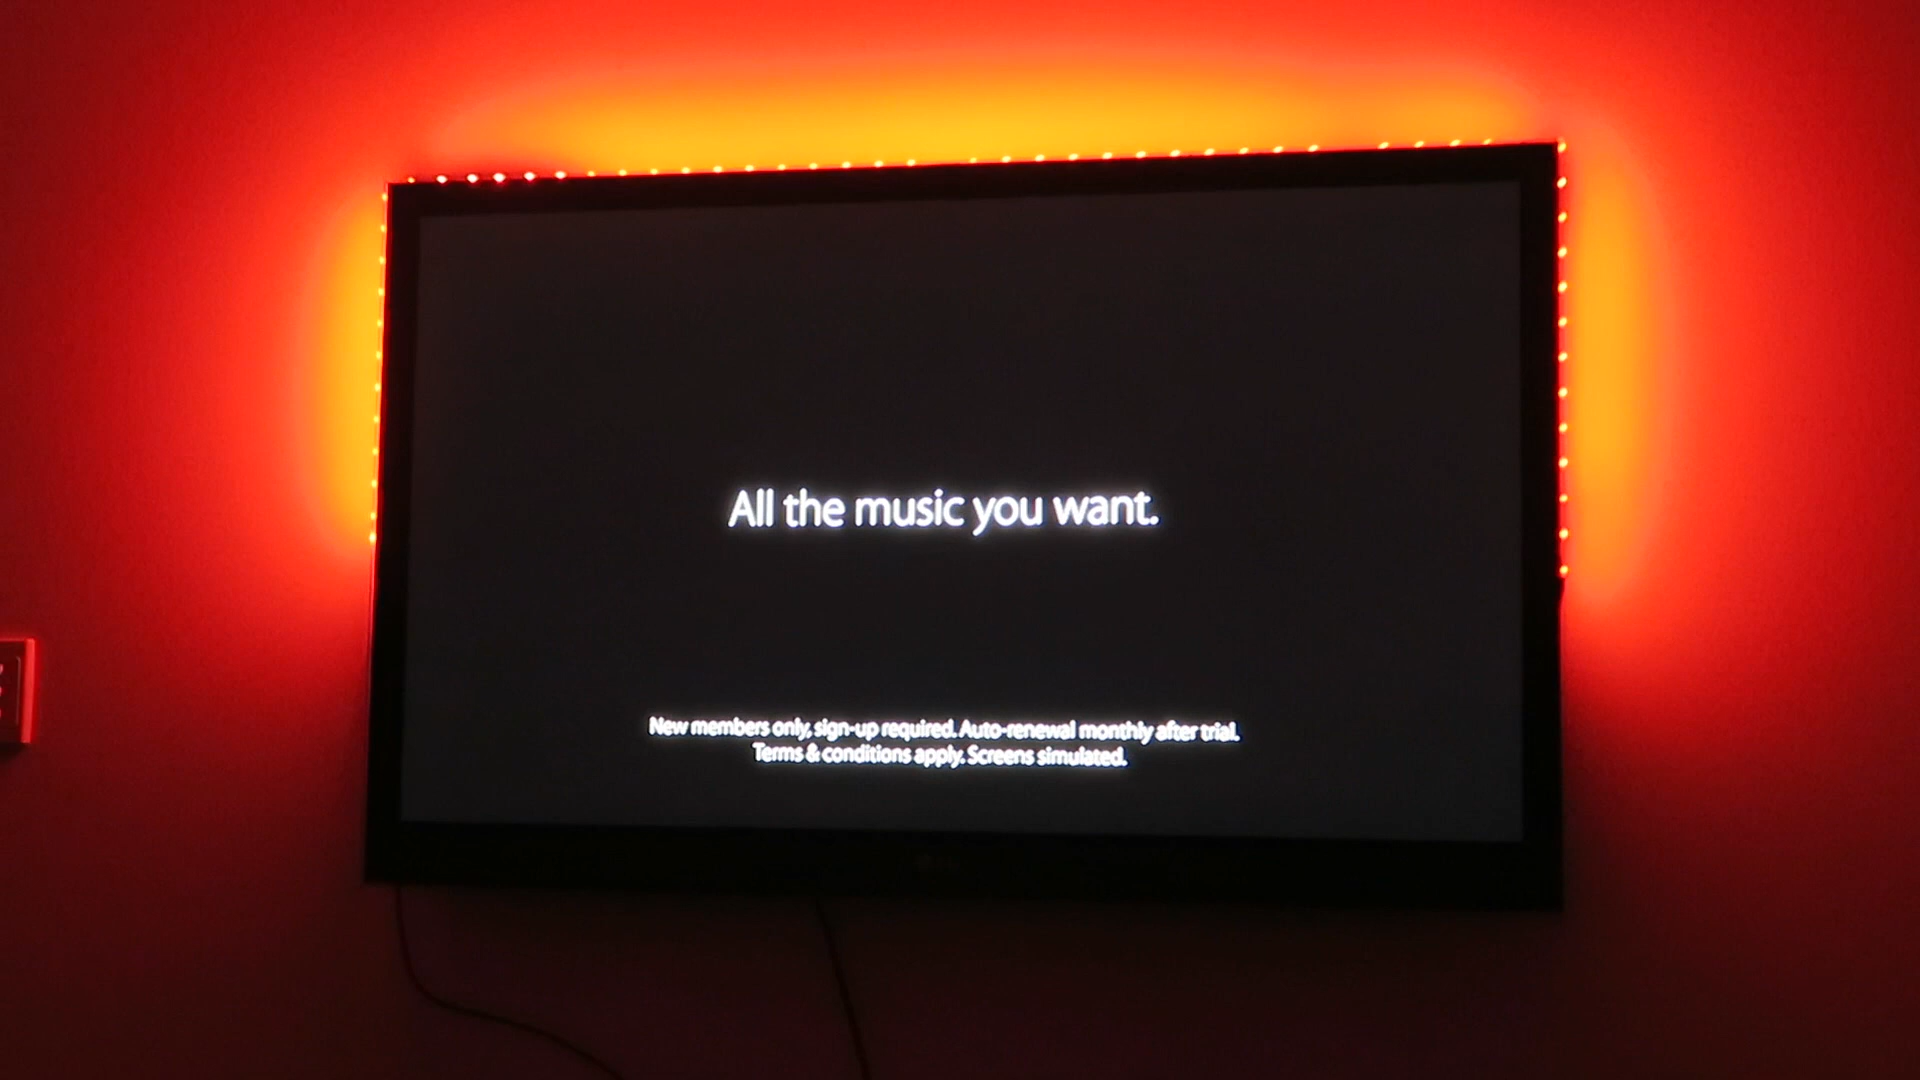 All the music you want.
New members only, sign-up required. Auto-renewal monthly after trial.
Terms & conditions apply. Screens simulated.